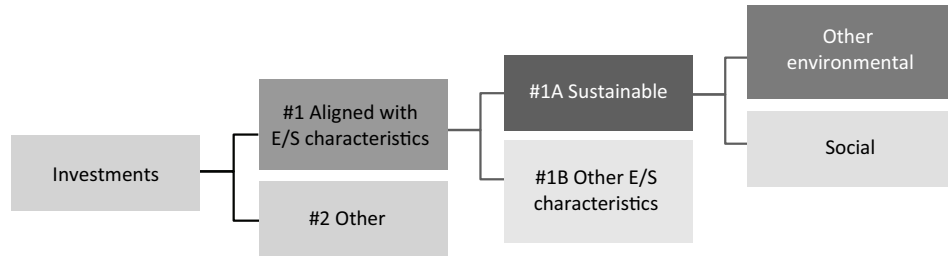 Investments
#1 Aligned with
E/S characteristics
#2 Other
#1A Sustainable
#1B Other E/S
characteristics
Other
environmental
Social